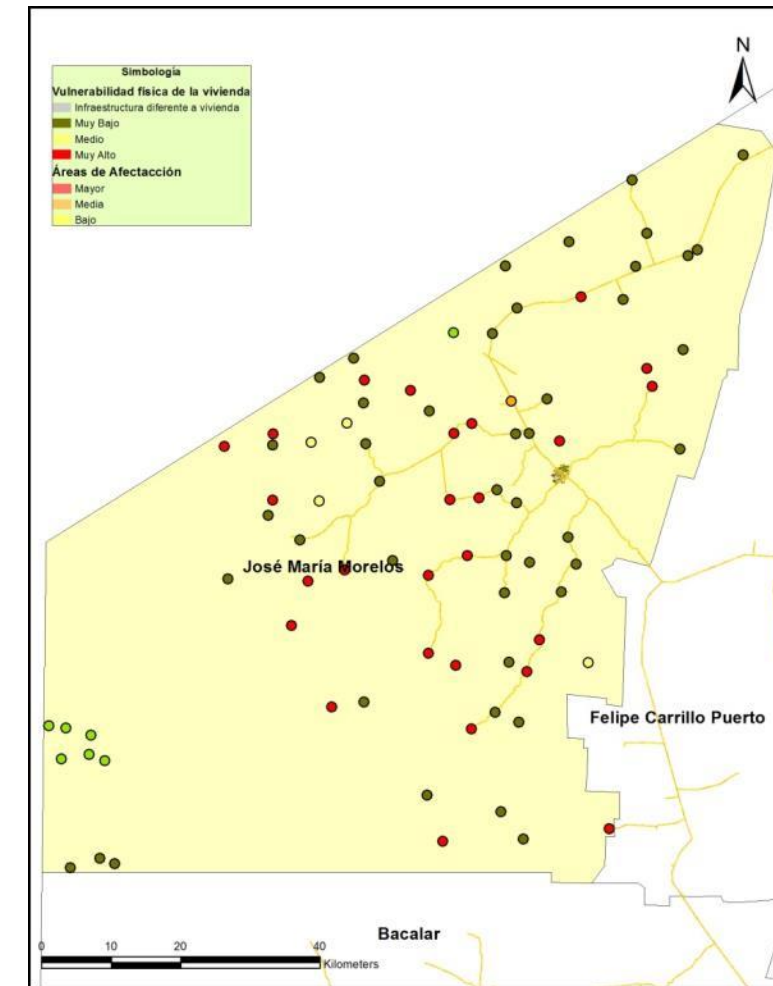 N
Simbología
Vulnerabilidad física de la vivienda
Infraestructura diferente a vivienda
Muy Bajo
Medio
Muy Alto
Áreas de Afectacción
Mayor
Media
Bajo
José María Morelos
Felipe Carrillo Puerto
Bacalar
0 10 20 40
Kilometers